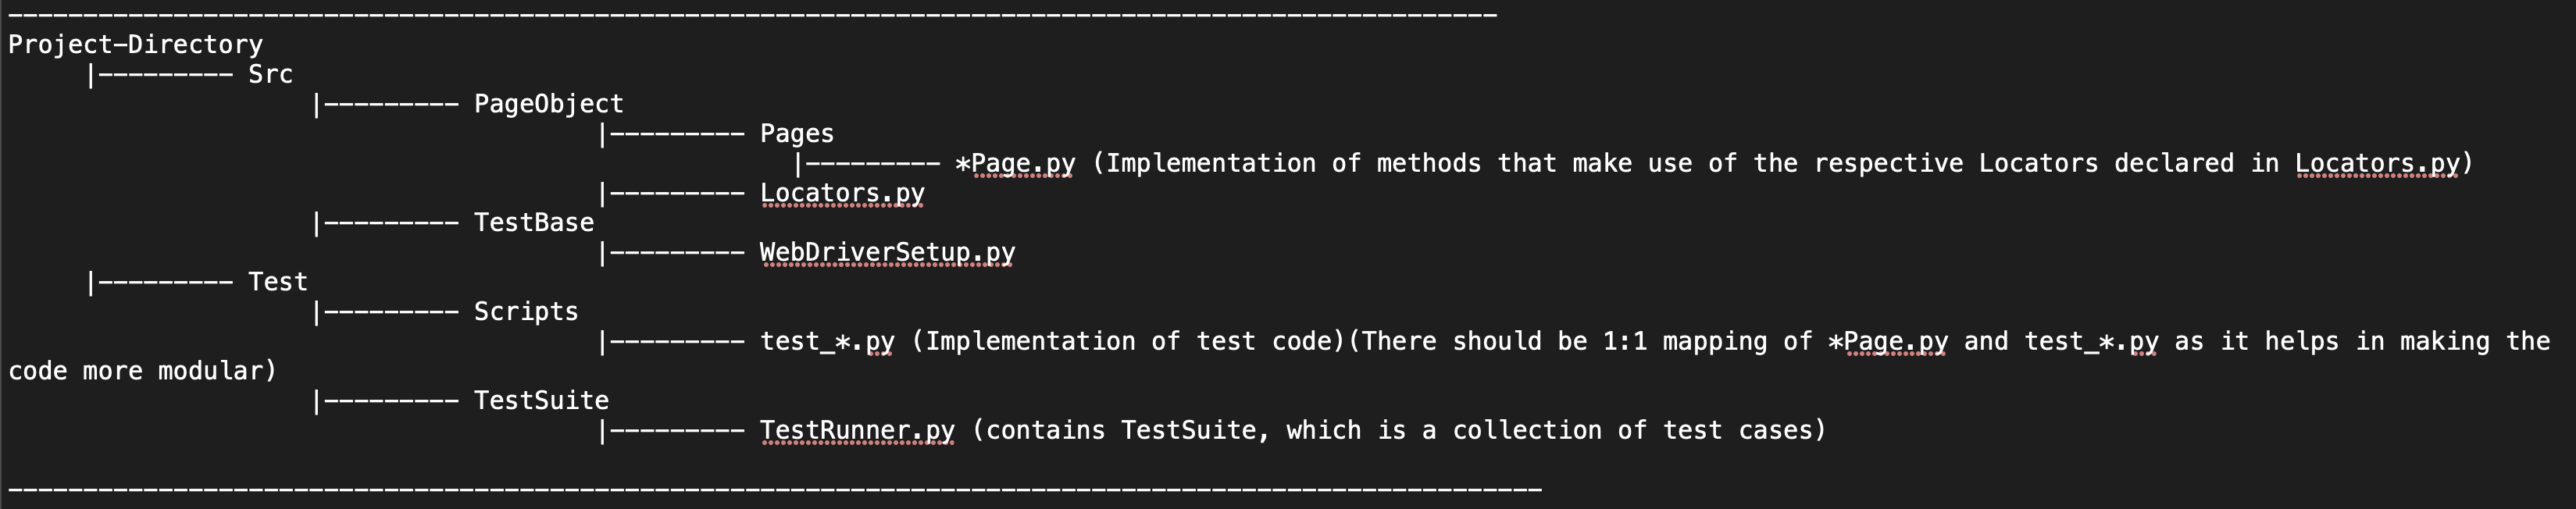 ----------------------------------------------------------------------------------------------------
Project-Directory
     |--------- Src
                    |--------- PageObject
                                       |--------- Pages
                                                    |--------- *Page.py (Implementation of methods that make use of the respective Locators declared in Locators.py)
                                       |--------- Locators.py
                    |--------- TestBase
                                       |--------- WebDriverSetup.py
     |--------- Test
                    |--------- Scripts
                                       |--------- test_*.py (Implementation of test code)(There should be 1:1 mapping of *Page.py and test_*.py as it helps in making the
code more modular)
                    |--------- TestSuite
                                       |--------- TestRunner.py (contains TestSuite, which is a collection of test cases)
-------------------------------------------------------------------------------------------------------